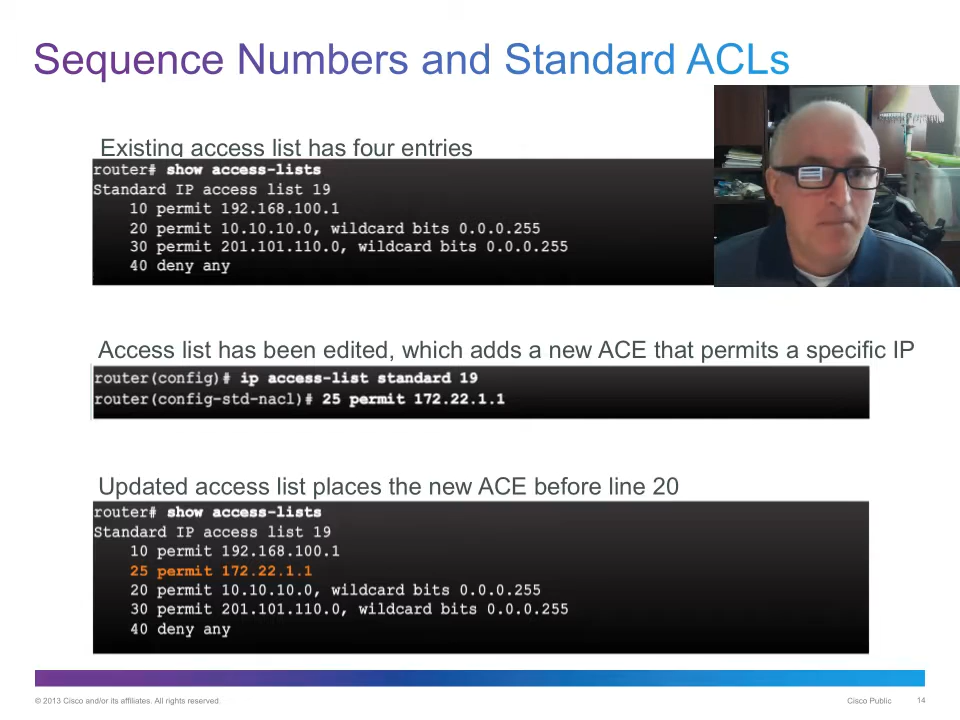 Sequence Numbers and Standard ACLs
Existing access list has four entries
router# show access-lists
Standard IP access list 19
10 permit 192.168.100.1
20 permit 10.10.10.0, wildcard bits 0.0.0.255
30 permit 201.101.110.0, wildcard bits 0.0.0.255
40 deny any
Access list has been edited, which adds a new ACE that permits a specific IP
router(config)# ip access-list standard 19
router(config-std-nacl)# 25 permit 172.22.1.1
Updated access list places the new ACE before line 20
router# show access-lists
Standard IP access list 19
10 permit 192.168.100.1
25 permit 172.22.1.1
20 permit 10.10.10.0, wildcard bits 0.0.0.255
30 permit 201.101.110.0, wildcard bits 0.0.0.255
40 deny any
© 2013 Cisco and/or its affiliates. All rights reserved.
Cisco Public
14